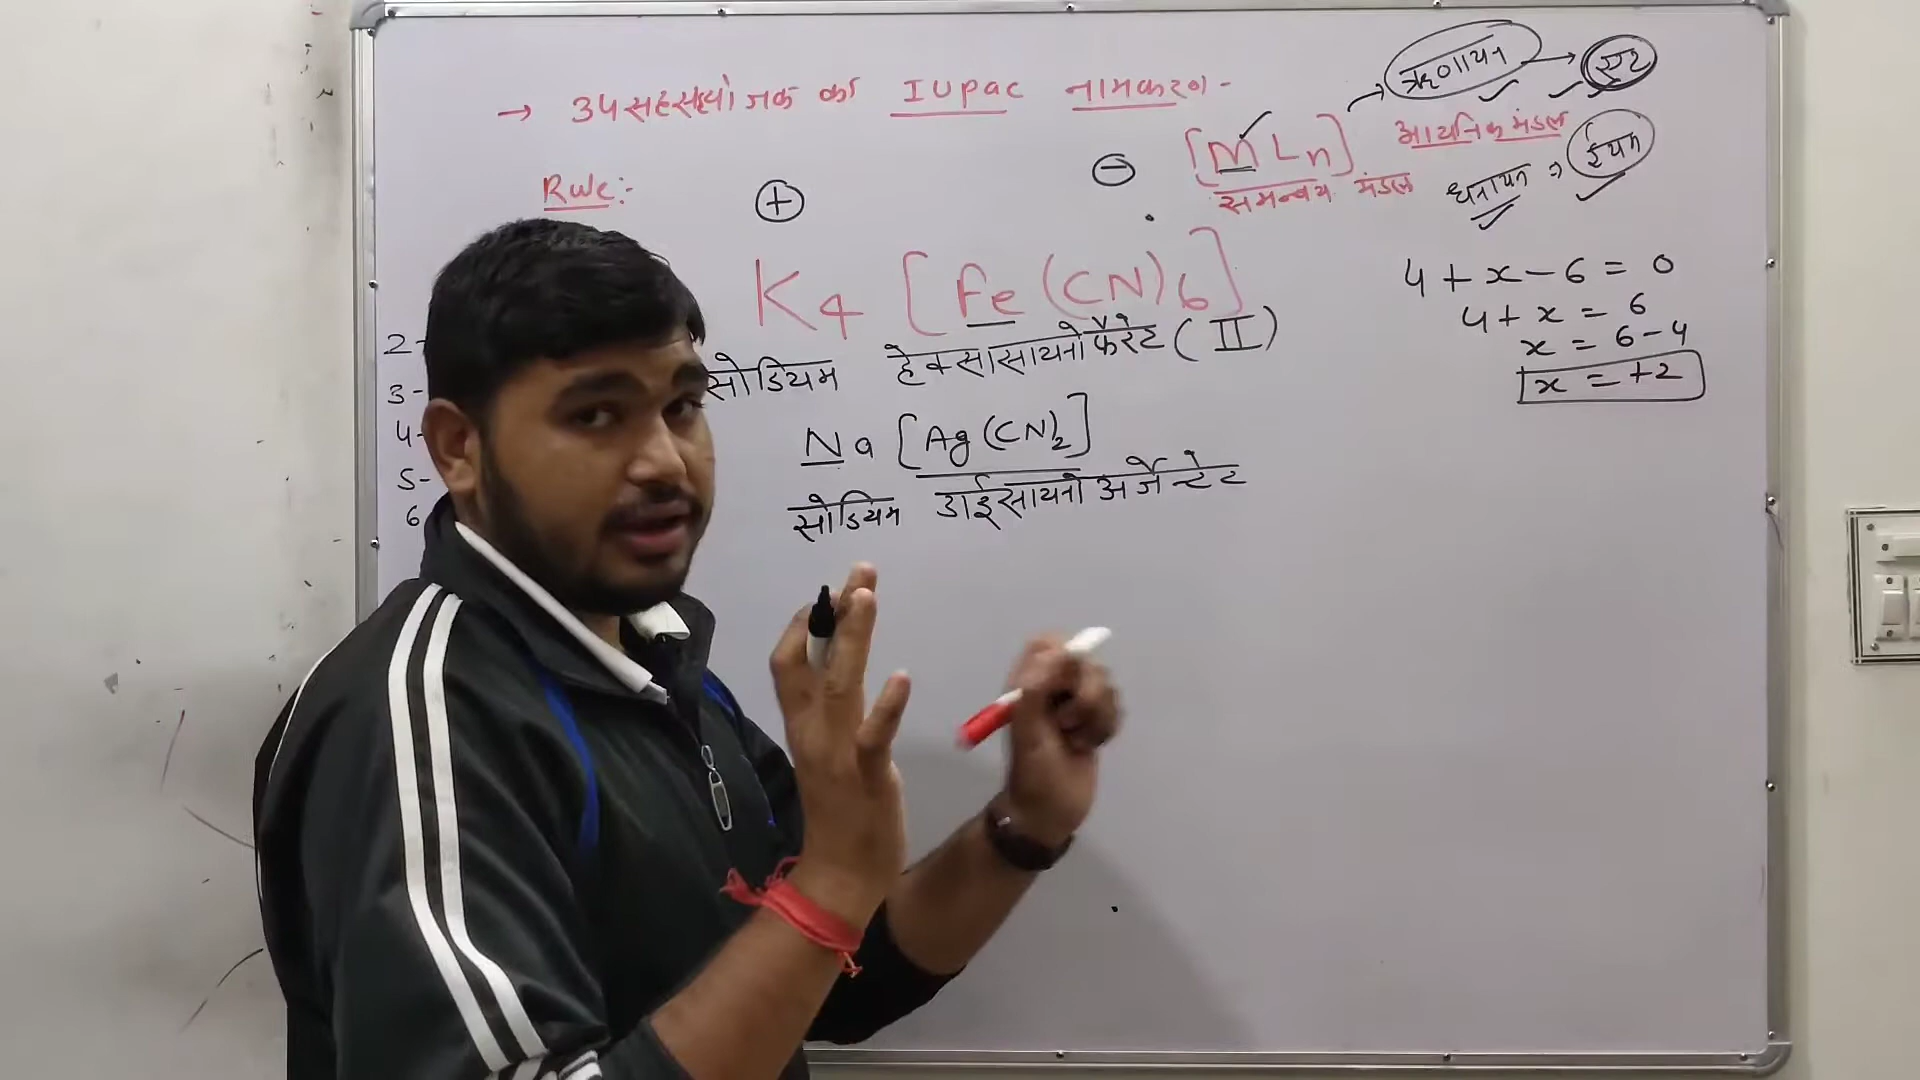 → उपसहसंयोजक का IUPAC नामकरण -
Rule:-
⊕ ⊖
[MLn] → ऋणायन → एट
आयनिक मंडल
समन्वय मंडल
धनायन ⇒ ईयम
K4 [Fe(CN)6]
सोडियम हेक्सासायनोफैरेट (II)
Na [Ag(CN)2]
सोडियम डाईसायनो अर्जेन्टेट
2-
3-
4-
5-
6
4 + x - 6 = 0
4 + x = 6
x = 6 - 4
x = +2